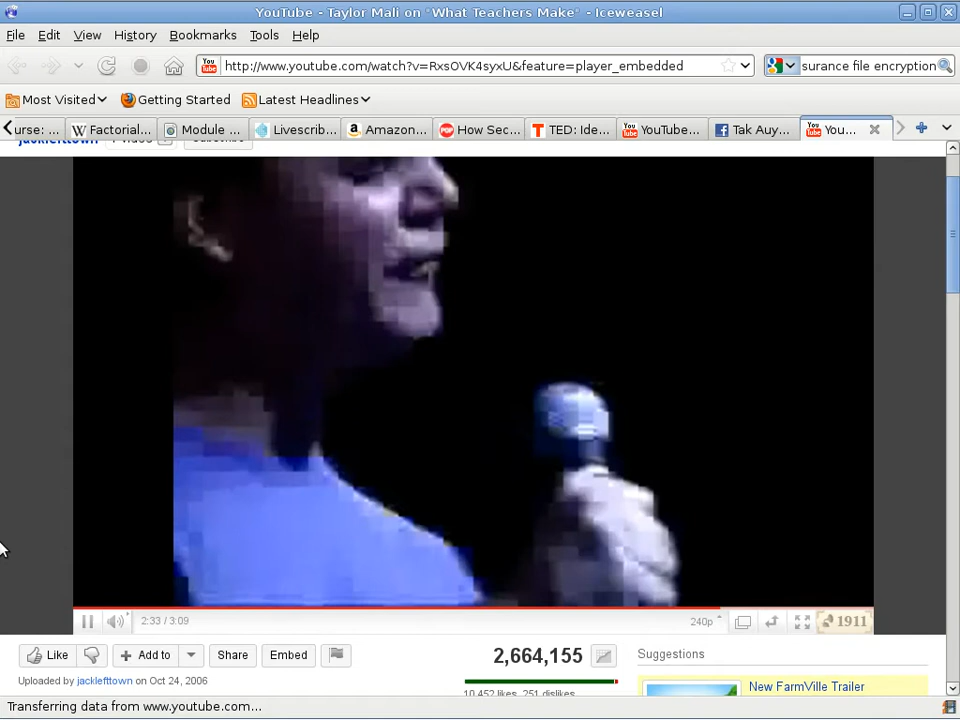 YouTube - Taylor Mali on "What Teachers Make" - Iceweasel
File Edit View History Bookmarks Tools Help
http://www.youtube.com/watch?v=RxsOVK4syxU&feature=player_embedded
surance file encryption
Most Visited Getting Started Latest Headlines
urse: ... Factorial... Module ... Livescrib... Amazon... How Sec... TED: Ide... YouTube... Tak Auy... You...
jacklefttown
2:33 / 3:09 240p 1911
Like Add to Share Embed 2,664,155 Suggestions
Uploaded by jacklefttown on Oct 24, 2006
10,452 likes, 251 dislikes
New FarmVille Trailer
Transferring data from www.youtube.com...